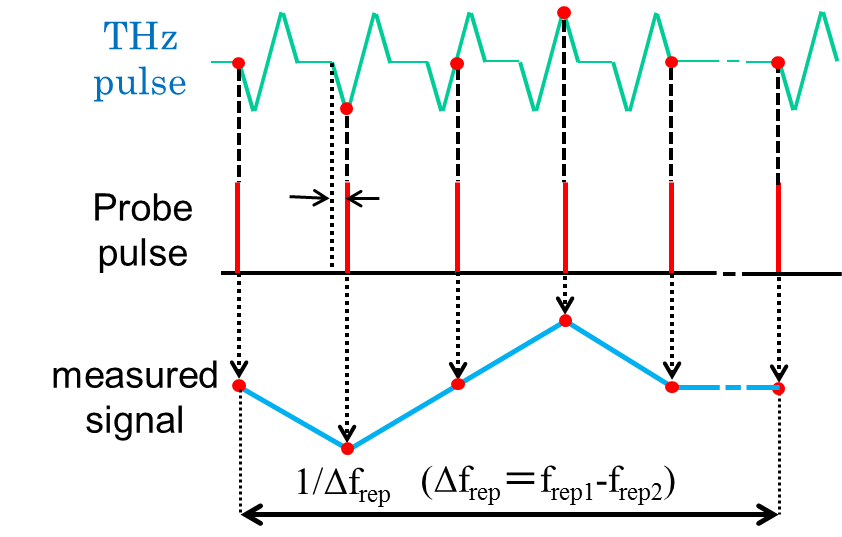 THz
pulse
Probe
pulse
measured
signal
1/Δfrep (Δfrep＝frep1-frep2)